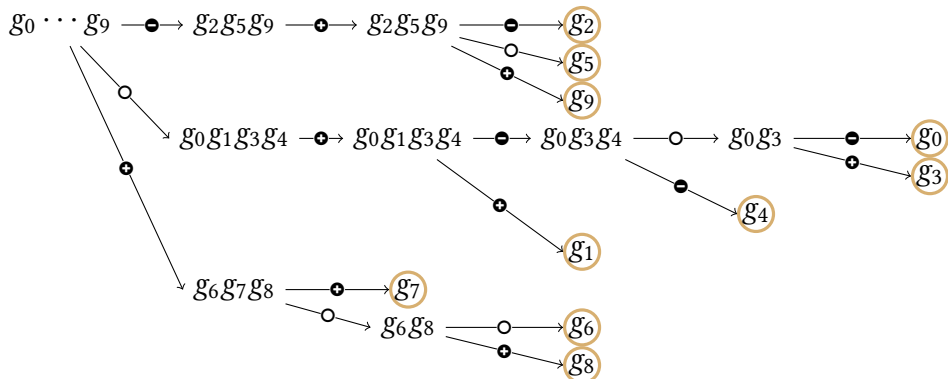 g₀ ⋯ g₉ − g₂g₅g₉ + g₂g₅g₉ − g₂
○ g₅
+ g₉
○ g₀g₁g₃g₄ + g₀g₁g₃g₄ − g₀g₃g₄ ○ g₀g₃ − g₀
+ g₃
− g₄
+ g₁
+ g₆g₇g₈ + g₇
○ g₆g₈ ○ g₆
+ g₈